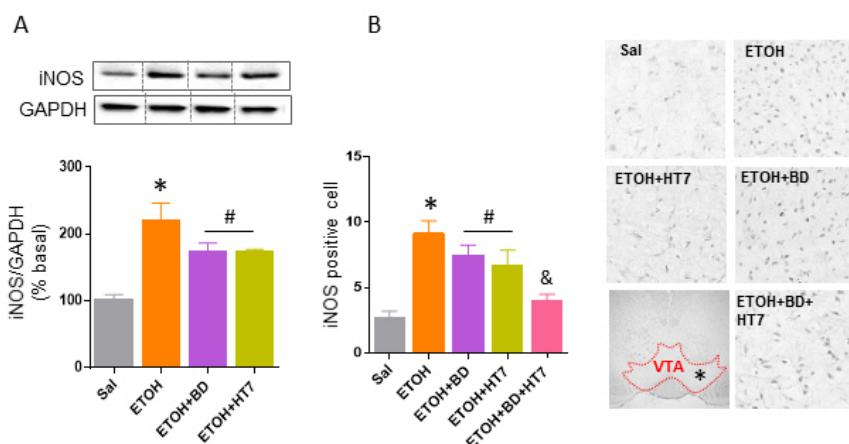 A
iNOS
GAPDH
iNOS/GAPDH
(% basal)
300
200
100
0
*
#
Sal
ETOH
ETOH+BD
ETOH+HT7
B
iNOS positive cell
15
10
5
0
*
#
&
Sal
ETOH
ETOH+BD
ETOH+HT7
ETOH+BD+HT7
Sal
ETOH
ETOH+HT7
ETOH+BD
VTA
*
ETOH+BD+
HT7